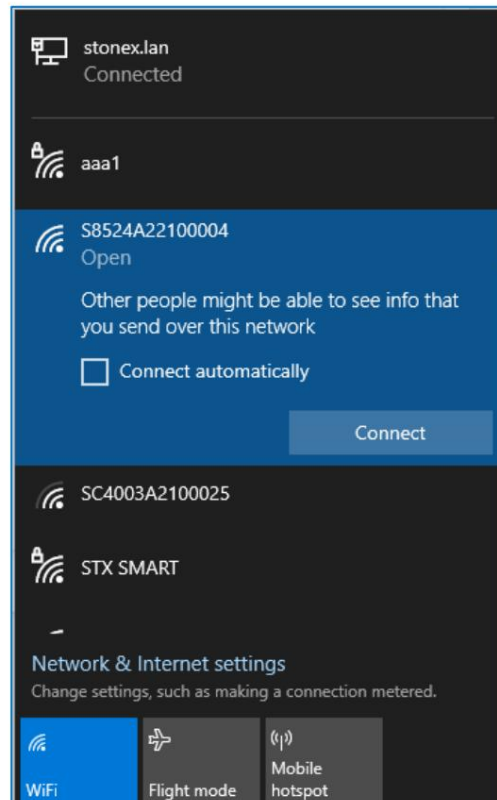 stonex.lan
Connected
aaa1
S8524A22100004
Open
Other people might be able to see info that
you send over this network
Connect automatically
Connect
SC4003A2100025
STX SMART
Network & Internet settings
Change settings, such as making a connection metered.
WiFi
Flight mode
Mobile
hotspot